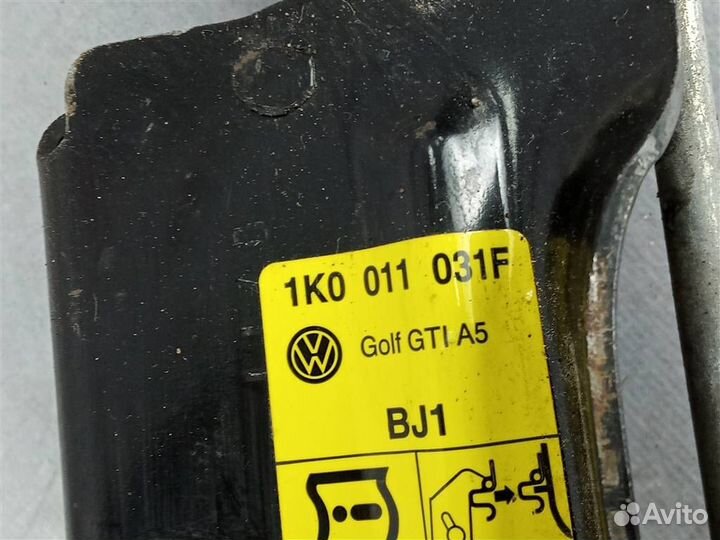 1K0 011 031F
Golf GTI A5
BJ1
Avito